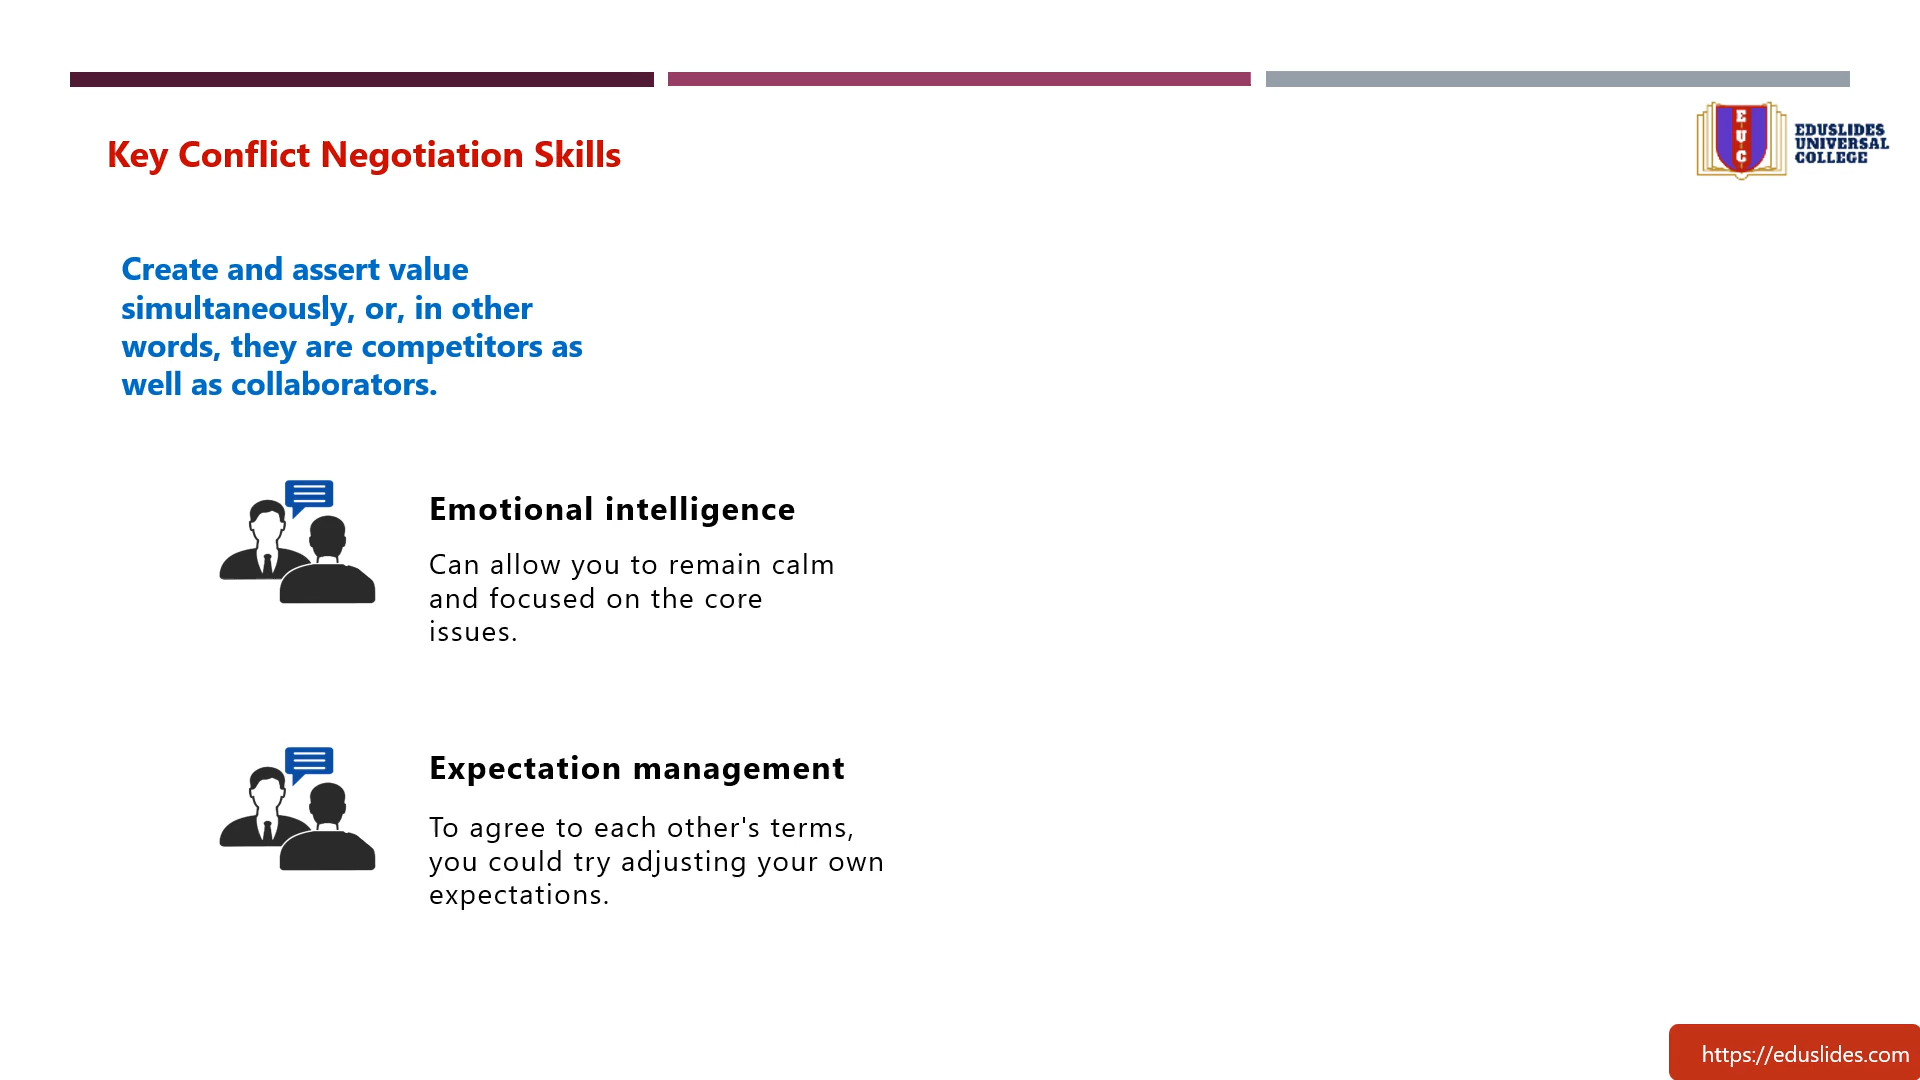 Key Conflict Negotiation Skills
E
U
C
EDUSLIDES
UNIVERSAL
COLLEGE
Create and assert value
simultaneously, or, in other
words, they are competitors as
well as collaborators.
Emotional intelligence
Can allow you to remain calm
and focused on the core
issues.
Expectation management
To agree to each other's terms,
you could try adjusting your own
expectations.
https://eduslides.com